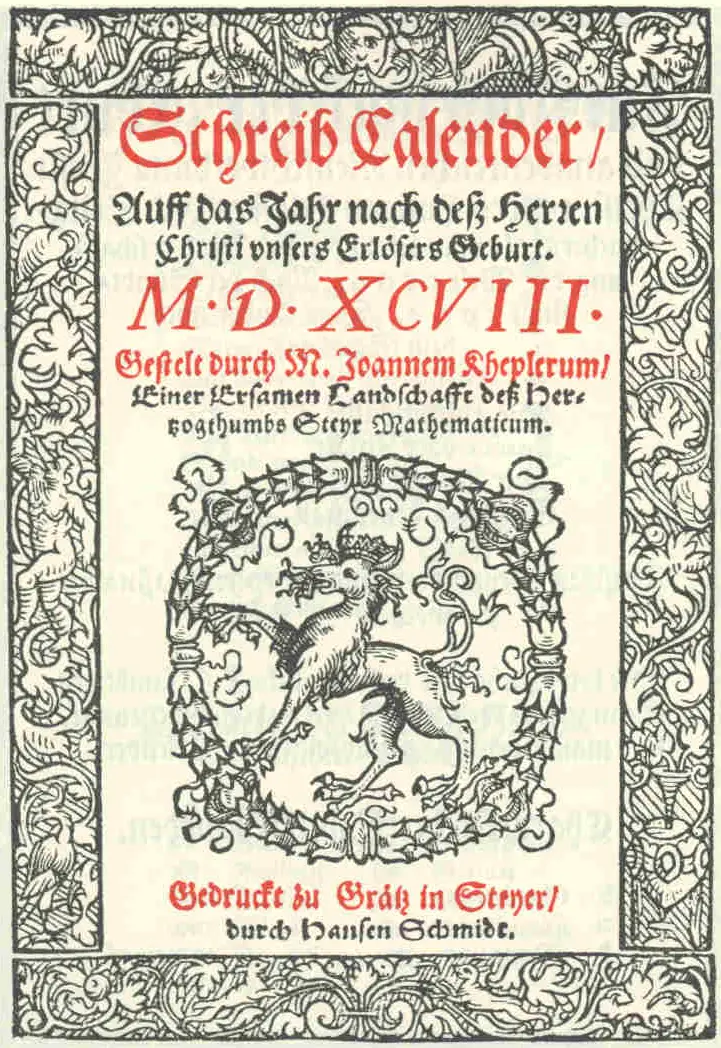 Schreib Calender/
Auff das Jahr nach deß Herren
Christi vnsers Erlösers Geburt.
M·D·XCVIII·
Gestelt durch M. Joannem Kheplerum/
Einer Ersamen Landschafft deß Her⸗
tzogthumbs Steyr Mathematicum.
Gedruckt zu Grätz in Steyer/
durch Hansen Schmidt.